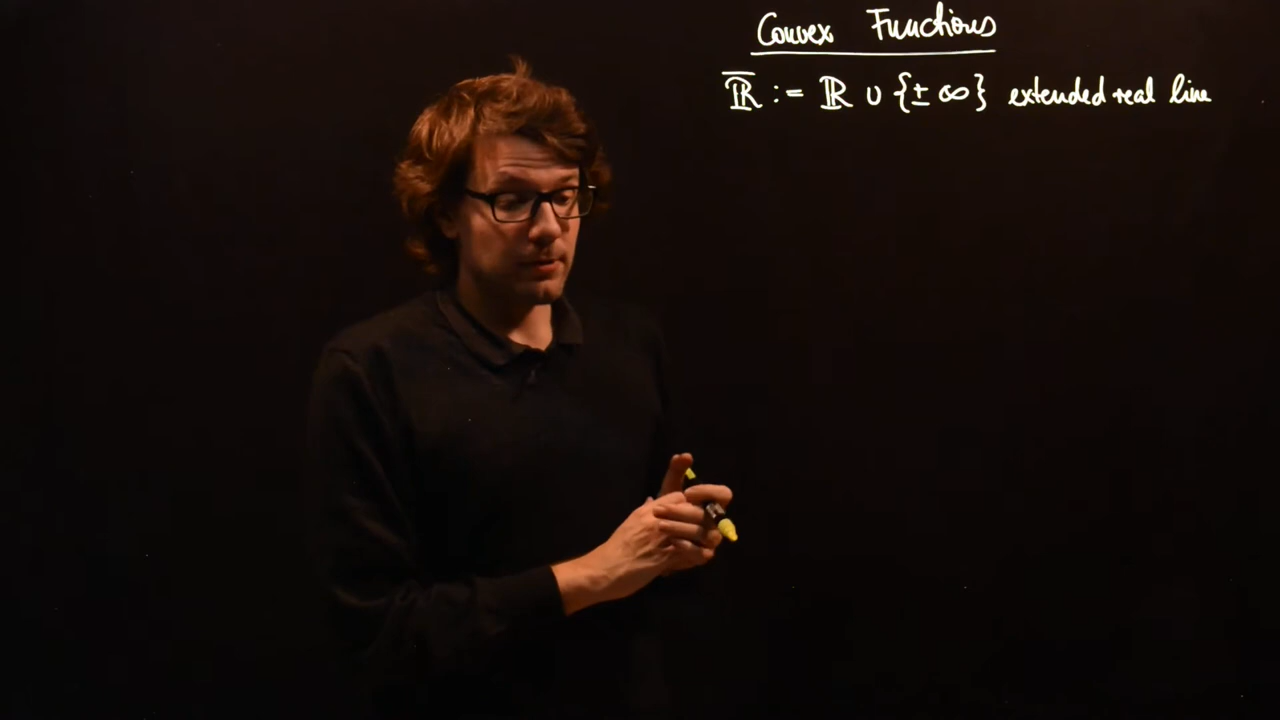 Convex Functions
ℝ̅ := ℝ ∪ {± ∞} extended real line